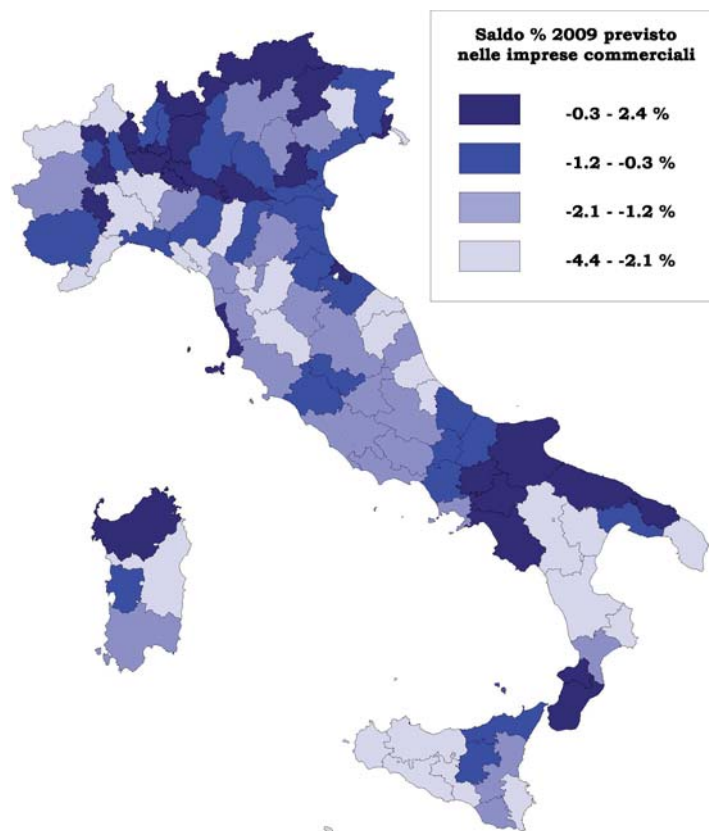 Saldo % 2009 previsto
nelle imprese commerciali
-0.3 - 2.4 %
-1.2 - -0.3 %
-2.1 - -1.2 %
-4.4 - -2.1 %